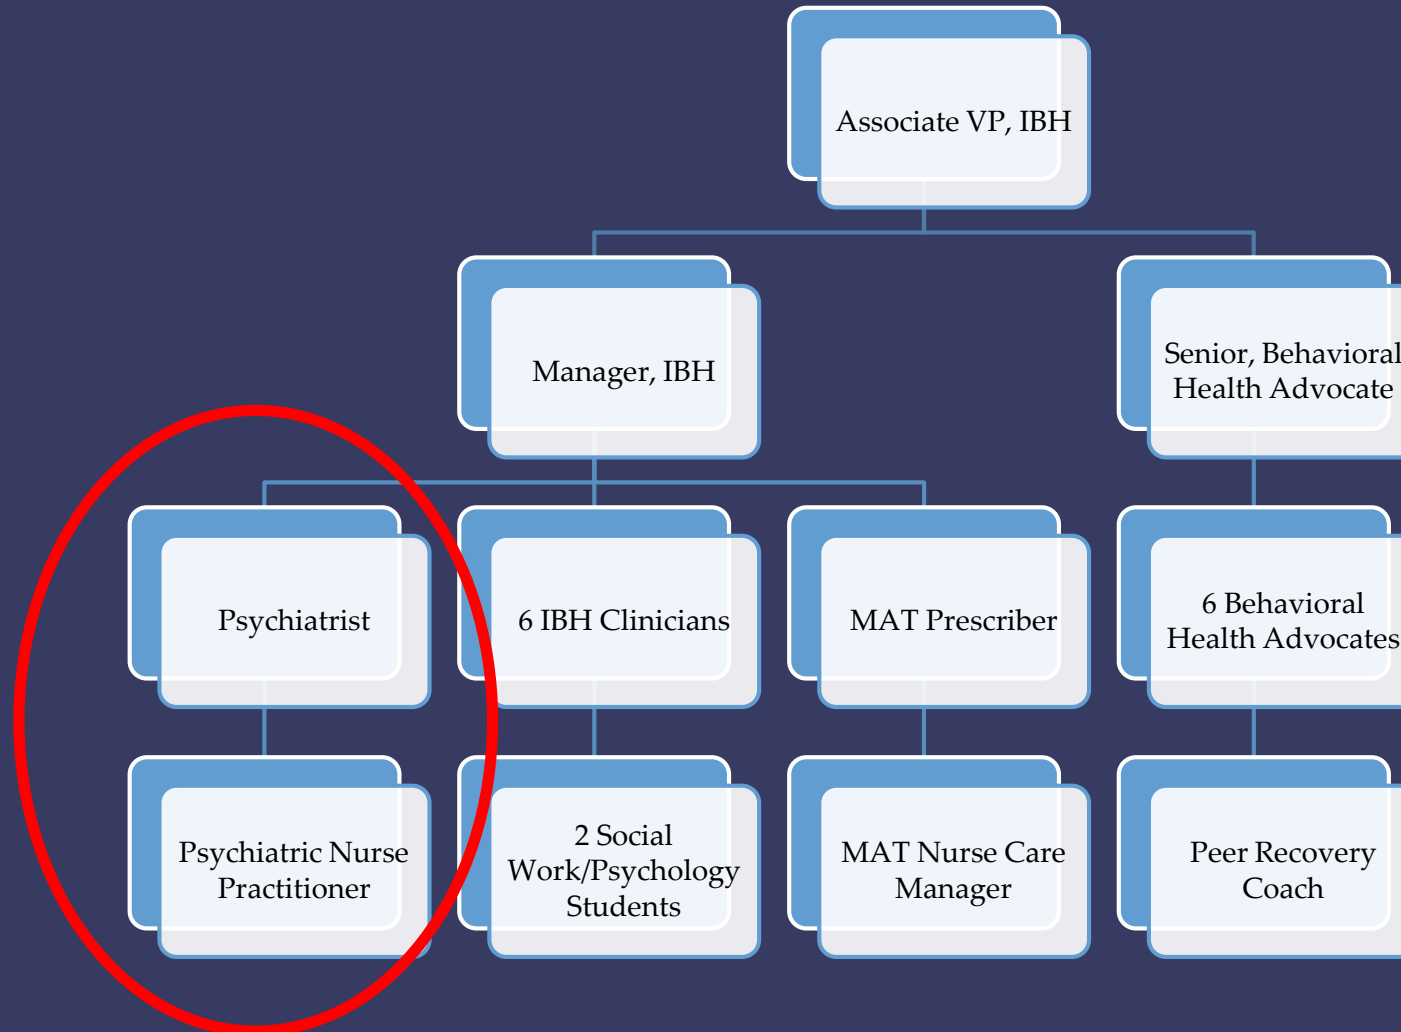 Associate VP, IBH
Manager, IBH
Senior, Behavioral
Health Advocate
Psychiatrist
6 IBH Clinicians
MAT Prescriber
6 Behavioral
Health Advocates
Psychiatric Nurse
Practitioner
2 Social
Work/Psychology
Students
MAT Nurse Care
Manager
Peer Recovery
Coach